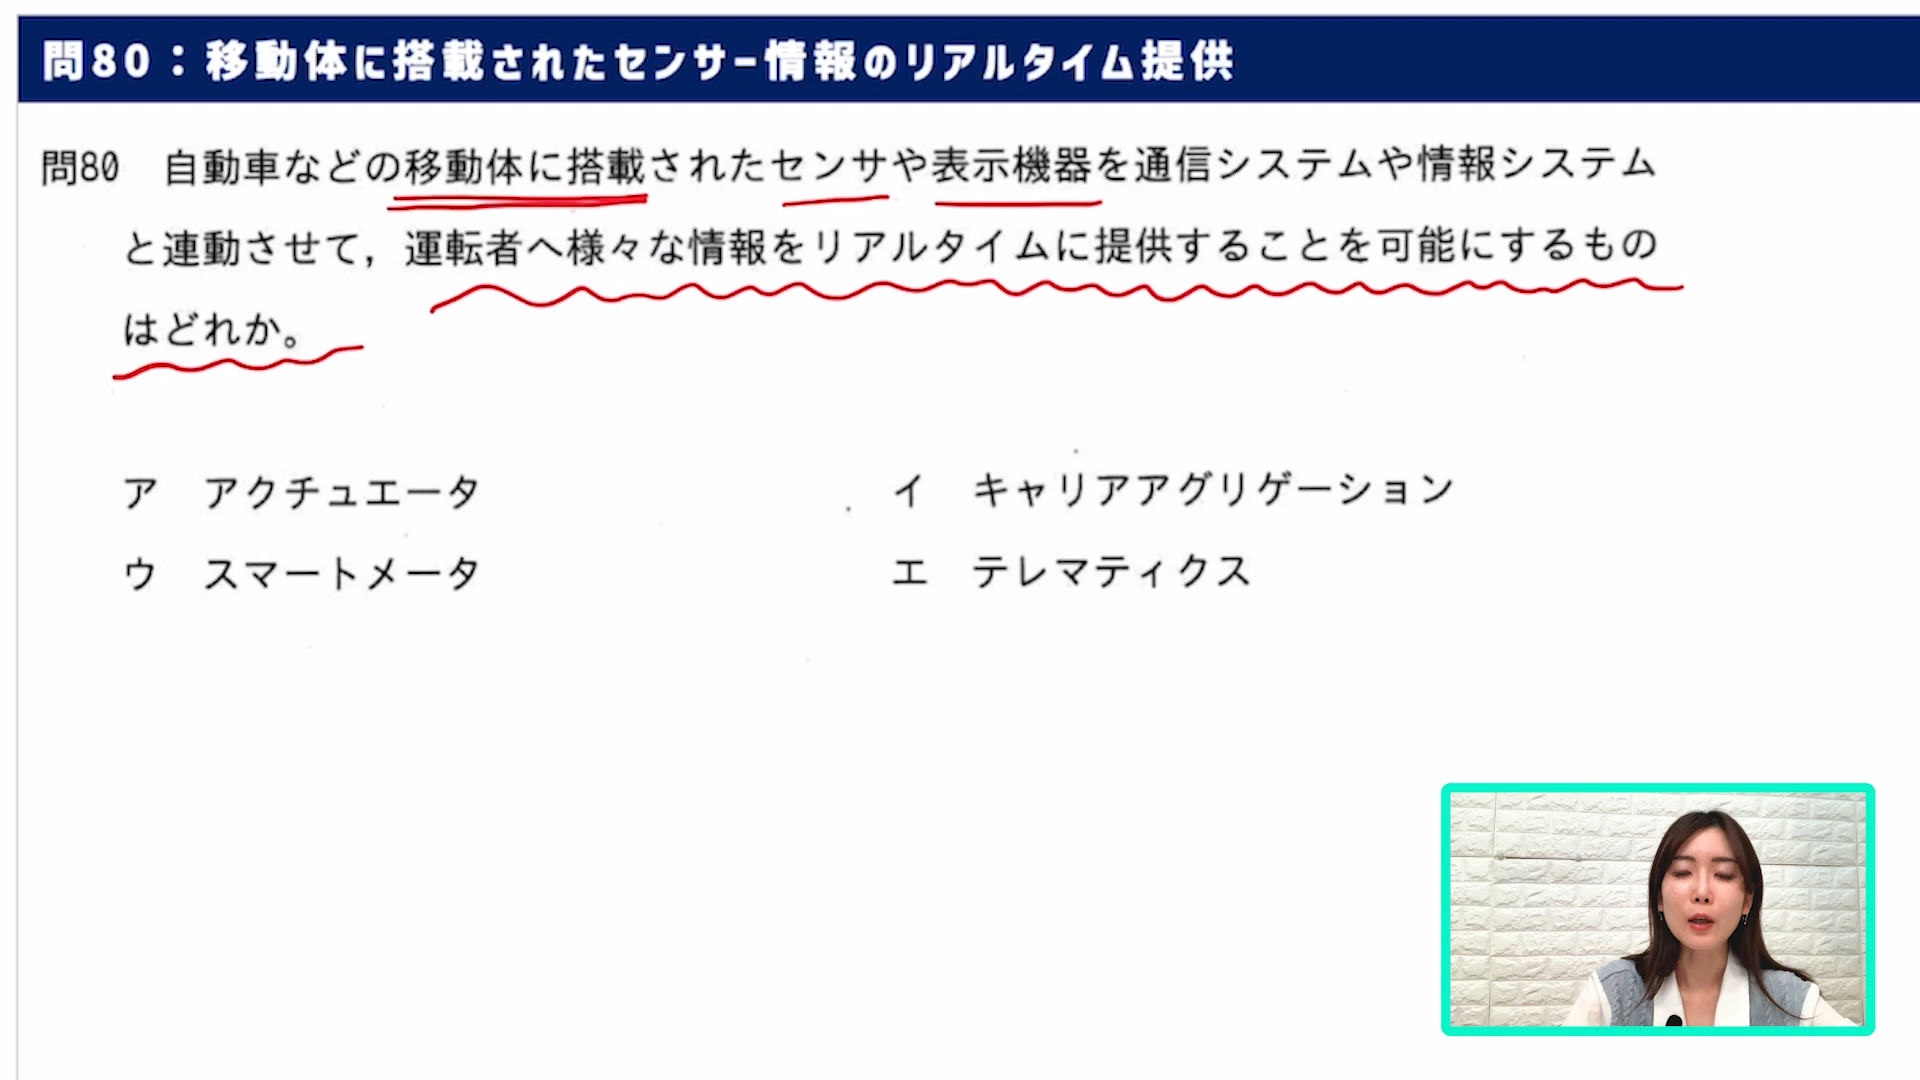 問80：移動体に搭載されたセンサー情報のリアルタイム提供
問80　自動車などの移動体に搭載されたセンサや表示機器を通信システムや情報システム
と連動させて，運転者へ様々な情報をリアルタイムに提供することを可能にするもの
はどれか。
ア　アクチュエータ　イ　キャリアアグリゲーション
ウ　スマートメータ　エ　テレマティクス